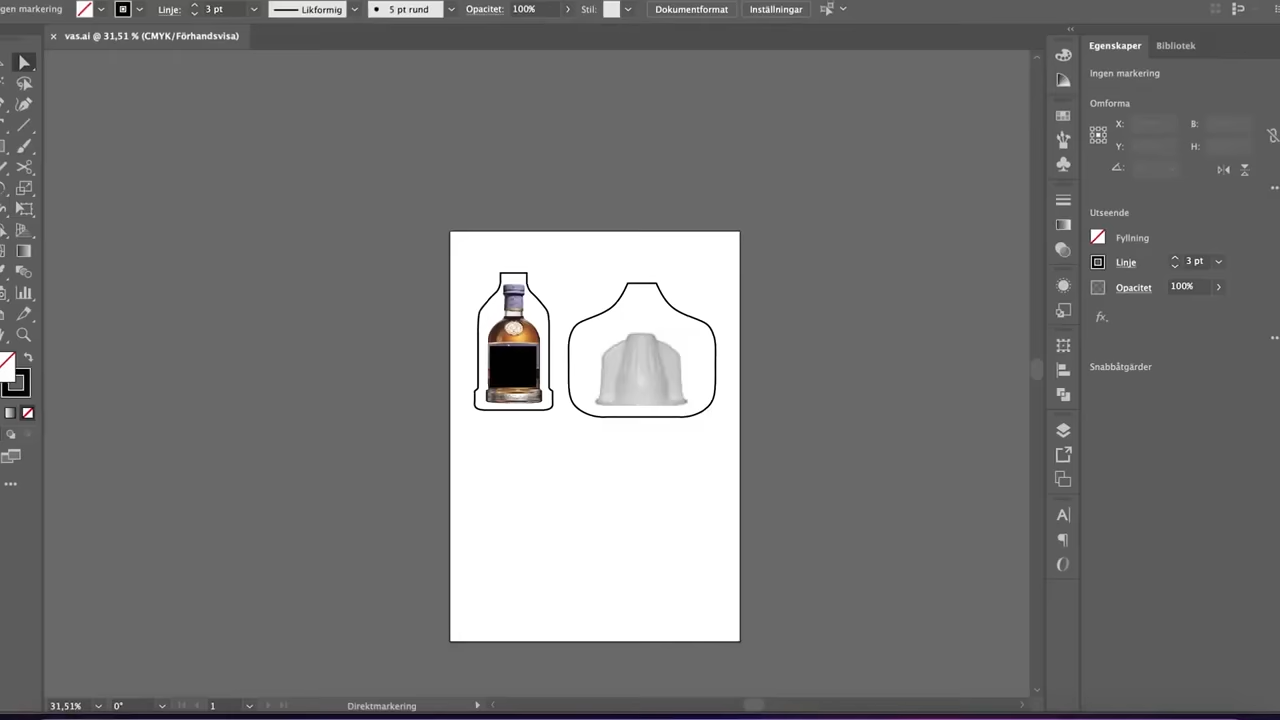 ngen markering Linje: 3 pt Likformig 5 pt rund Opacitet: 100% Stil: Dokumentformat Inställningar
× vas.ai @ 31,51 % (CMYK/Förhandsvisa)
Egenskaper Bibliotek
Ingen markering
Omforma
X: B:
Y: H:
Utseende
Fyllning
Linje 3 pt
Opacitet 100%
fx.
Snabbåtgärder
31,51% 0° 1 Direktmarkering